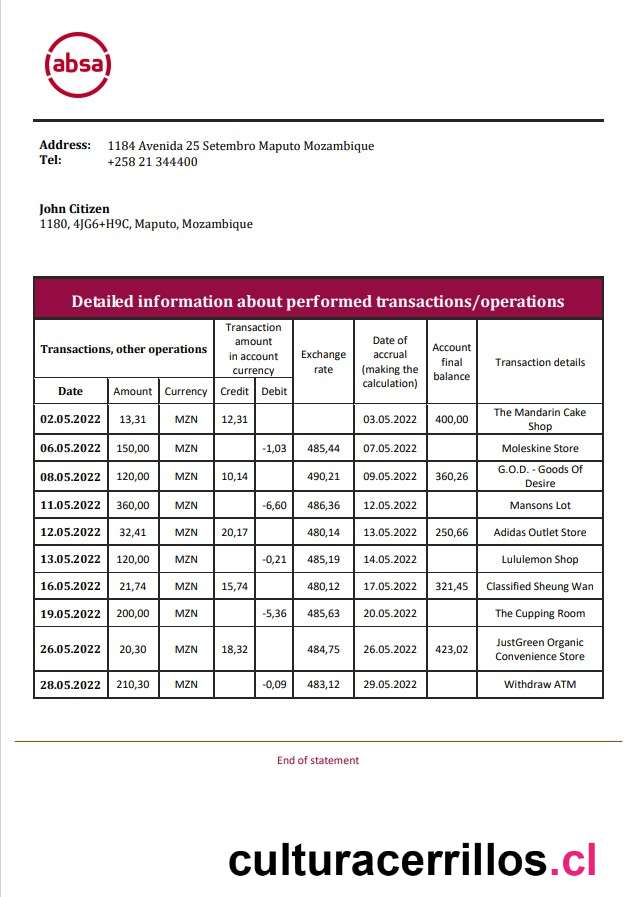 absa
Address: 1184 Avenida 25 Setembro Maputo Mozambique
Tel: +258 21 344400
John Citizen
1180, 4JG6+H9C, Maputo, Mozambique
Detailed information about performed transactions/operations
Transactions, other operations
Transaction
amount
in account
currency
Exchange
rate
Date of
accrual
(making the
calculation)
Account
final
balance
Transaction details
Date Amount Currency Credit Debit
02.05.2022 13,31 MZN 12,31 03.05.2022 400,00 The Mandarin Cake
Shop
06.05.2022 150,00 MZN -1,03 485,44 07.05.2022 Moleskine Store
08.05.2022 120,00 MZN 10,14 490,21 09.05.2022 360,26 G.O.D. - Goods Of
Desire
11.05.2022 360,00 MZN -6,60 486,36 12.05.2022 Mansons Lot
12.05.2022 32,41 MZN 20,17 480,14 13.05.2022 250,66 Adidas Outlet Store
13.05.2022 120,00 MZN -0,21 485,19 14.05.2022 Lululemon Shop
16.05.2022 21,74 MZN 15,74 480,12 17.05.2022 321,45 Classified Sheung Wan
19.05.2022 200,00 MZN -5,36 485,63 20.05.2022 The Cupping Room
26.05.2022 20,30 MZN 18,32 484,75 26.05.2022 423,02 JustGreen Organic
Convenience Store
28.05.2022 210,30 MZN -0,09 483,12 29.05.2022 Withdraw ATM
End of statement
culturacerrillos.cl